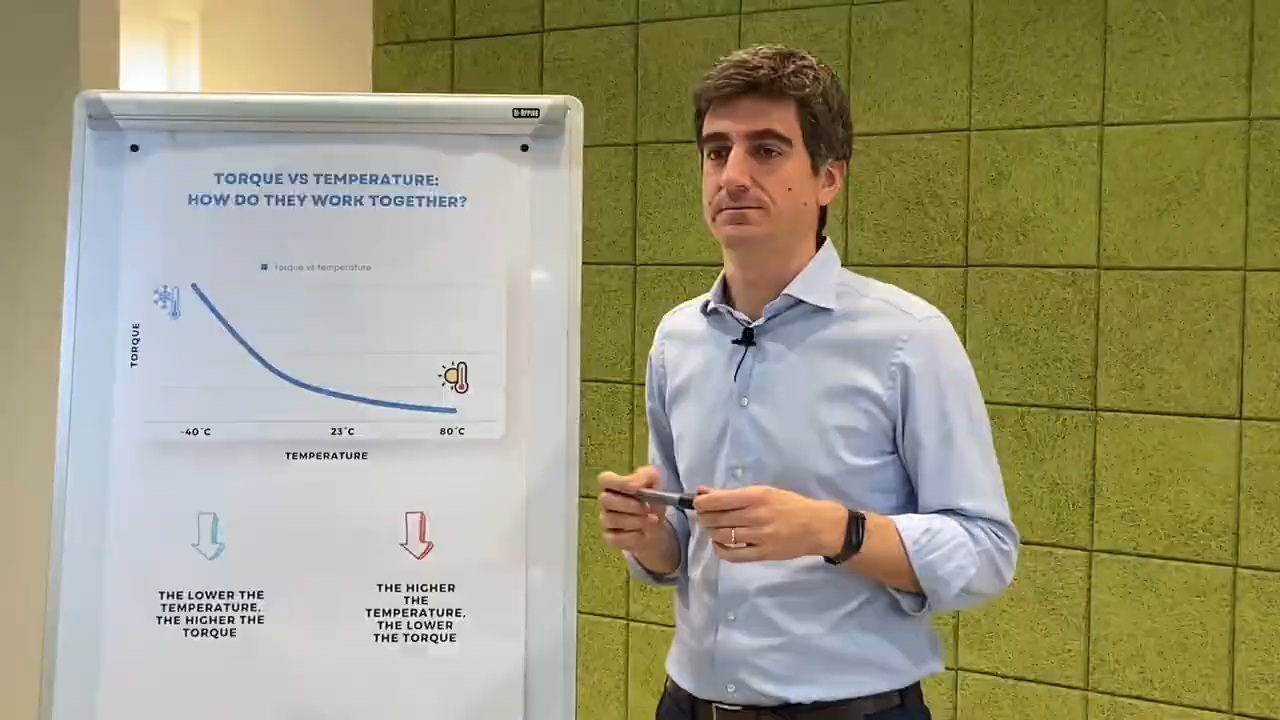 TORQUE VS TEMPERATURE:
HOW DO THEY WORK TOGETHER?
Torque vs temperature
TORQUE
-40°C 23°C 80°C
TEMPERATURE
THE LOWER THE
TEMPERATURE,
THE HIGHER THE
TORQUE
THE HIGHER
THE
TEMPERATURE,
THE LOWER
THE TORQUE